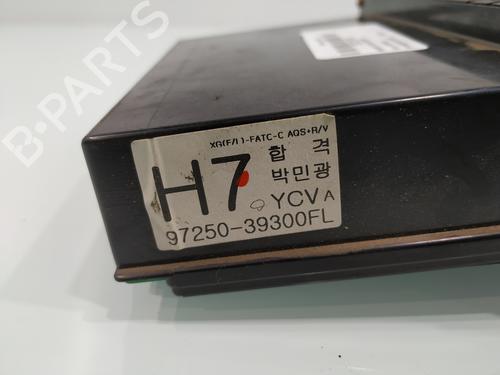 B-PARTS
XG(F/L)-FATC-C AQS+R/V
H7 합 격
박민광
YCV A
97250-39300FL